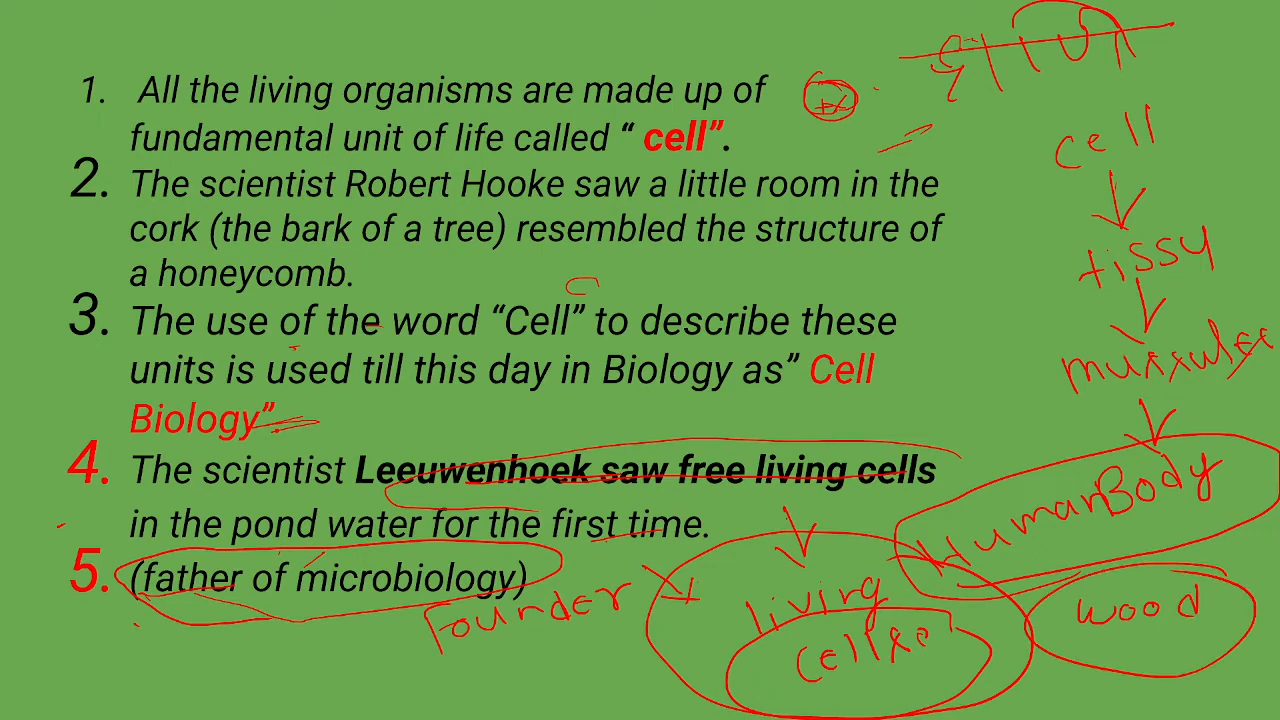 1. All the living organisms are made up of
fundamental unit of life called “ cell”.
2. The scientist Robert Hooke saw a little room in the
cork (the bark of a tree) resembled the structure of
a honeycomb.
3. The use of the word “Cell” to describe these
units is used till this day in Biology as” Cell
Biology”.
4. The scientist Leeuwenhoek saw free living cells
in the pond water for the first time.
5. (father of microbiology)
cell
tissy
Human Body
Founder
living
wood